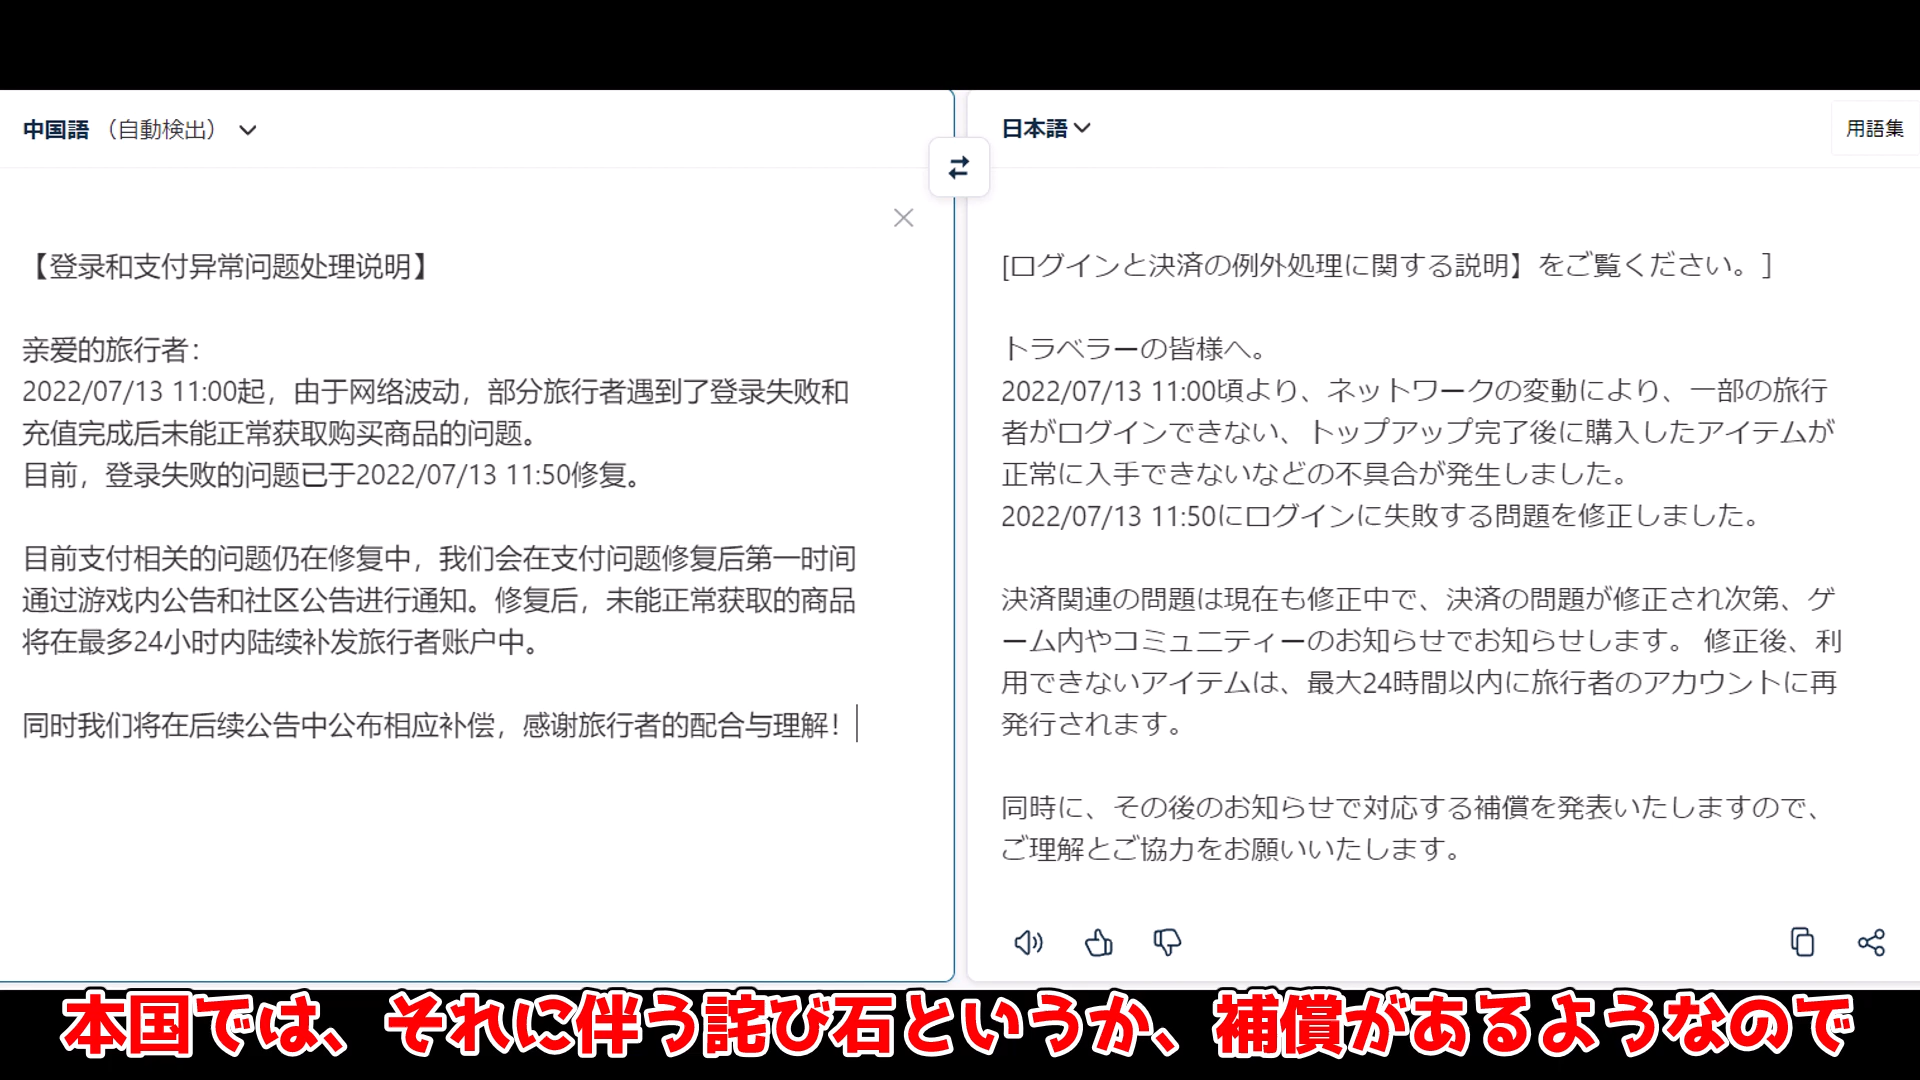 中国語 （自動検出）
【登录和支付异常问题处理说明】
亲爱的旅行者：
2022/07/13 11:00起，由于网络波动，部分旅行者遇到了登录失败和
充值完成后未能正常获取购买商品的问题。
目前，登录失败的问题已于2022/07/13 11:50修复。
目前支付相关的问题仍在修复中，我们会在支付问题修复后第一时间
通过游戏内公告和社区公告进行通知。修复后，未能正常获取的商品
将在最多24小时内陆续补发旅行者账户中。
同时我们将在后续公告中公布相应补偿，感谢旅行者的配合与理解！
日本語
用語集
[ログインと決済の例外処理に関する説明】をご覧ください。］
トラベラーの皆様へ。
2022/07/13 11:00頃より、ネットワークの変動により、一部の旅行
者がログインできない、トップアップ完了後に購入したアイテムが
正常に入手できないなどの不具合が発生しました。
2022/07/13 11:50にログインに失敗する問題を修正しました。
決済関連の問題は現在も修正中で、決済の問題が修正され次第、ゲ
ーム内やコミュニティーのお知らせでお知らせします。 修正後、利
用できないアイテムは、最大24時間以内に旅行者のアカウントに再
発行されます。
同時に、その後のお知らせで対応する補償を発表いたしますので、
ご理解とご協力をお願いいたします。
本国では、それに伴う詫び石というか、補償があるようなので